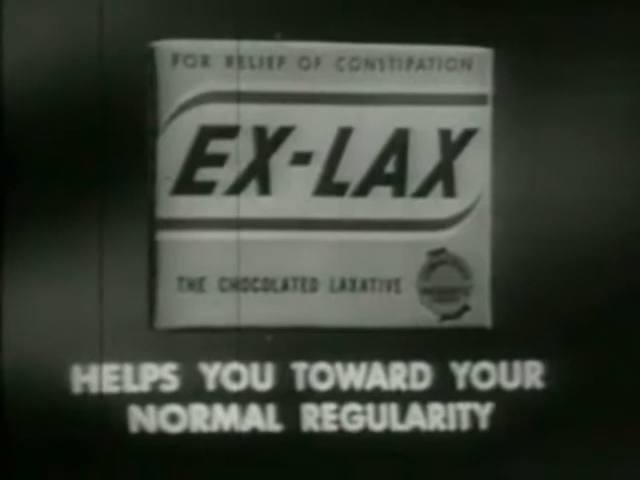 FOR RELIEF OF CONSTIPATION
EX-LAX
THE CHOCOLATED LAXATIVE
HELPS YOU TOWARD YOUR
NORMAL REGULARITY